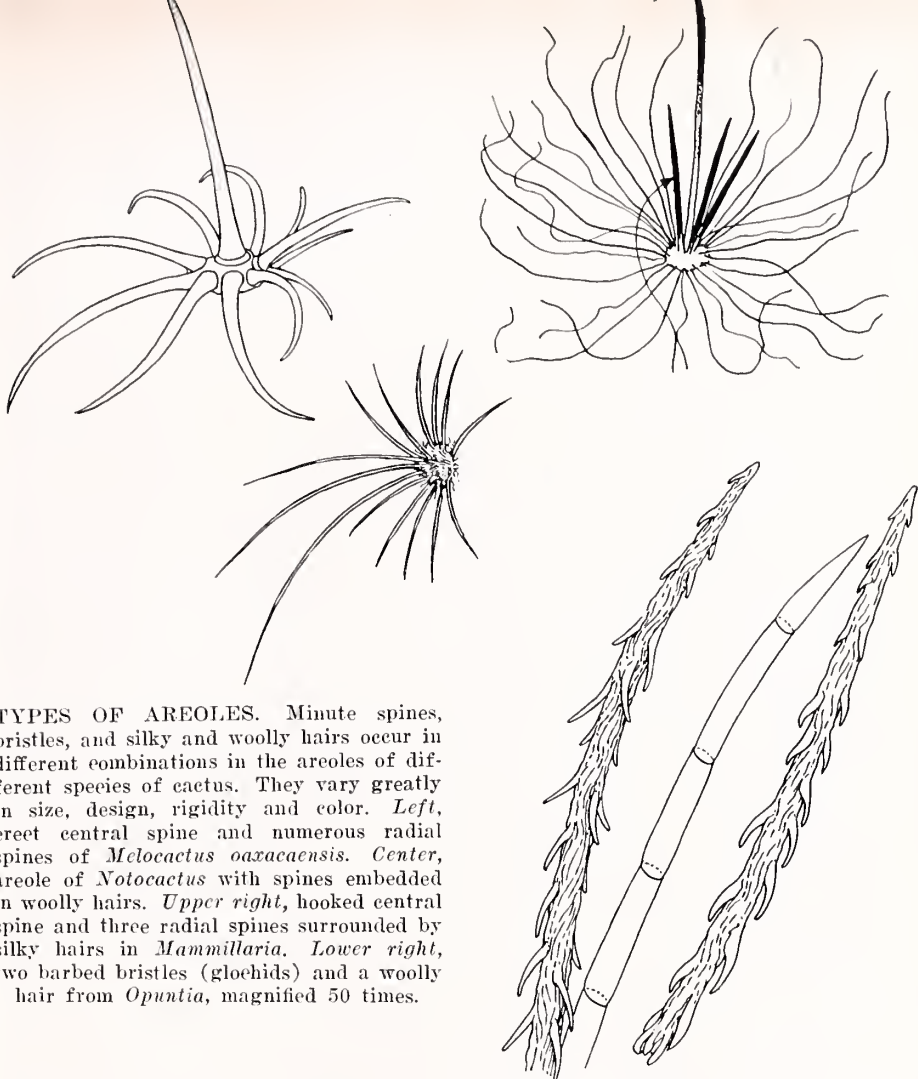 TYPES OF AREOLES. Minute spines,
bristles, and silky and woolly hairs occur in
different combinations in the areoles of dif-
ferent species of cactus. They vary greatly
in size, design, rigidity and color. Left,
erect central spine and numerous radial
spines of Melocactus oaxacaensis. Center,
areole of Notocactus with spines embedded
in woolly hairs. Upper right, hooked central
spine and three radial spines surrounded by
silky hairs in Mammillaria. Lower right,
two barbed bristles (glochids) and a woolly
hair from Opuntia, magnified 50 times.